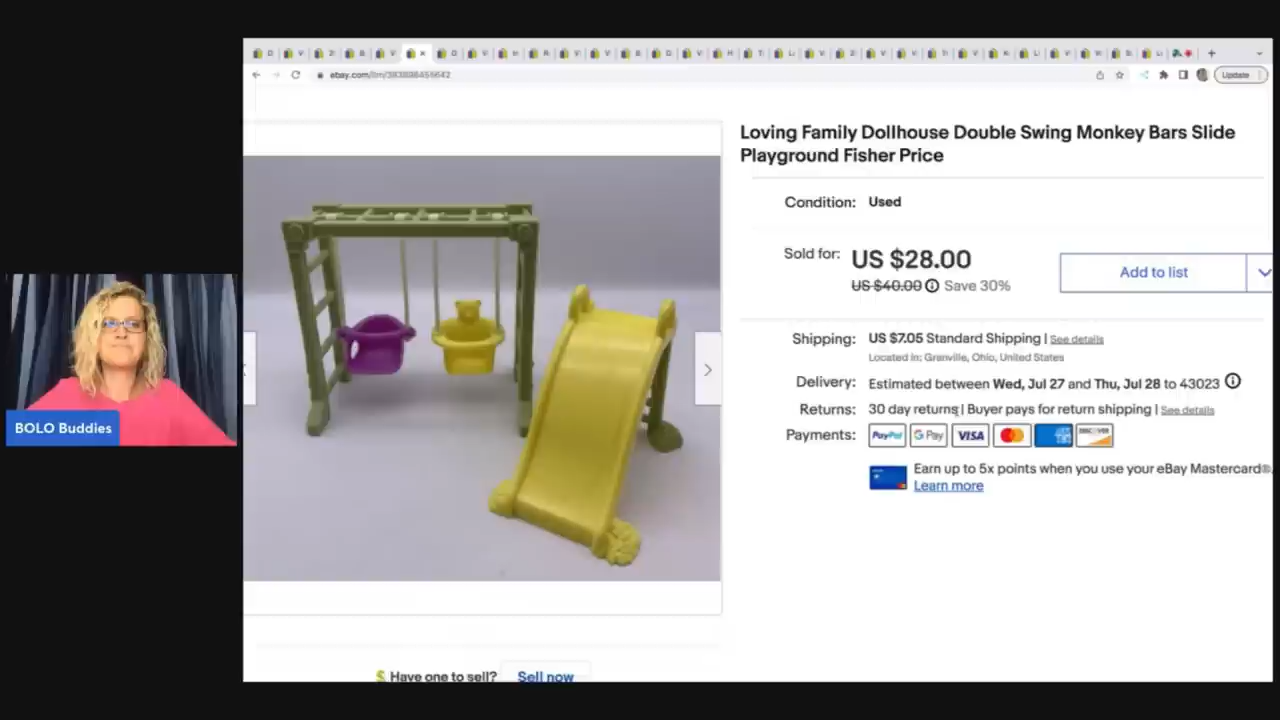 ebay.com/itm/383898455642
Update
Loving Family Dollhouse Double Swing Monkey Bars Slide
Playground Fisher Price
Condition: Used
Sold for: US $28.00
US $40.00 Save 30%
Add to list
Shipping: US $7.05 Standard Shipping | See details
Located in: Granville, Ohio, United States
Delivery: Estimated between Wed, Jul 27 and Thu, Jul 28 to 43023
Returns: 30 day returns | Buyer pays for return shipping | See details
Payments: PayPal G Pay VISA DISCOVER
Earn up to 5x points when you use your eBay Mastercard®.
Learn more
BOLO Buddies
$ Have one to sell? Sell now